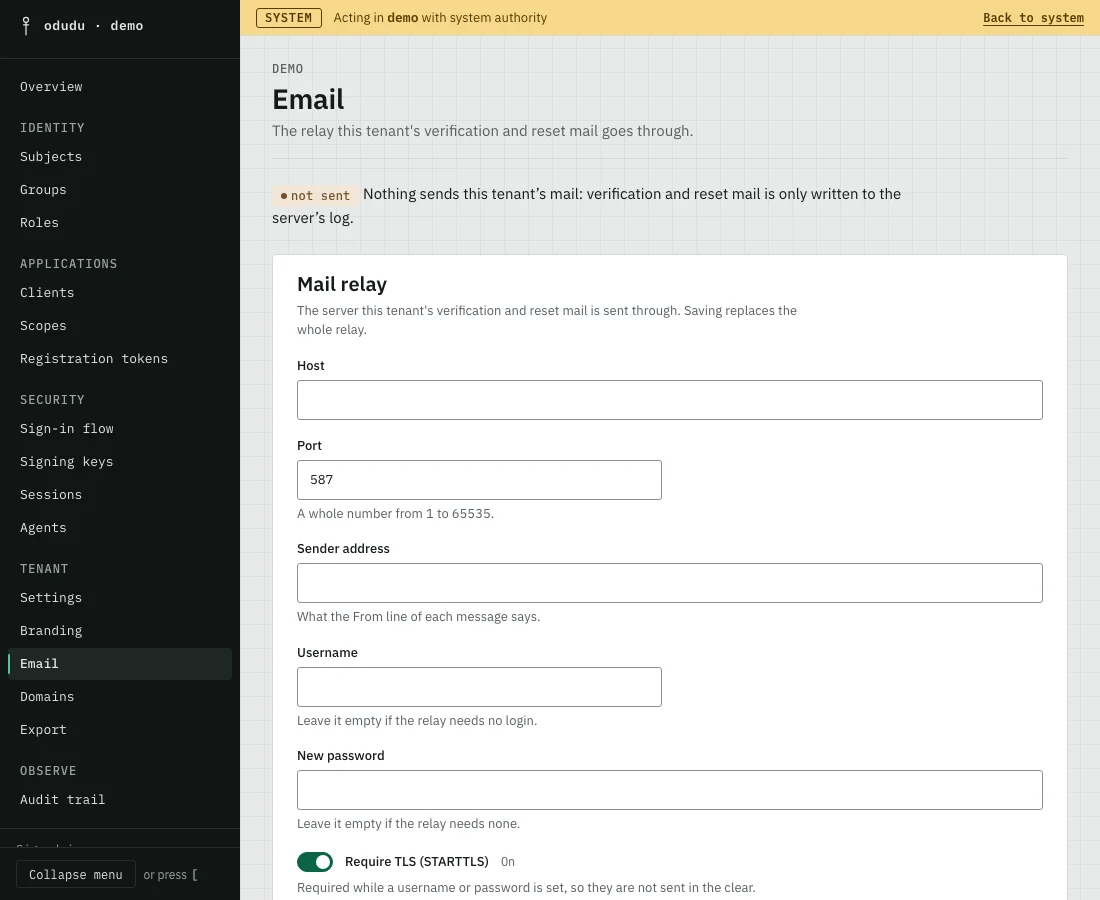 odudu · demo
Overview
IDENTITY
Subjects
Groups
Roles
APPLICATIONS
Clients
Scopes
Registration tokens
SECURITY
Sign-in flow
Signing keys
Sessions
Agents
TENANT
Settings
Branding
Email
Domains
Export
OBSERVE
Audit trail
Collapse menu or press [
SYSTEM Acting in demo with system authority Back to system
DEMO
Email
The relay this tenant's verification and reset mail goes through.
not sent Nothing sends this tenant’s mail: verification and reset mail is only written to the
server’s log.
Mail relay
The server this tenant's verification and reset mail is sent through. Saving replaces the
whole relay.
Host
Port
587
A whole number from 1 to 65535.
Sender address
What the From line of each message says.
Username
Leave it empty if the relay needs no login.
New password
Leave it empty if the relay needs none.
Require TLS (STARTTLS) On
Required while a username or password is set, so they are not sent in the clear.